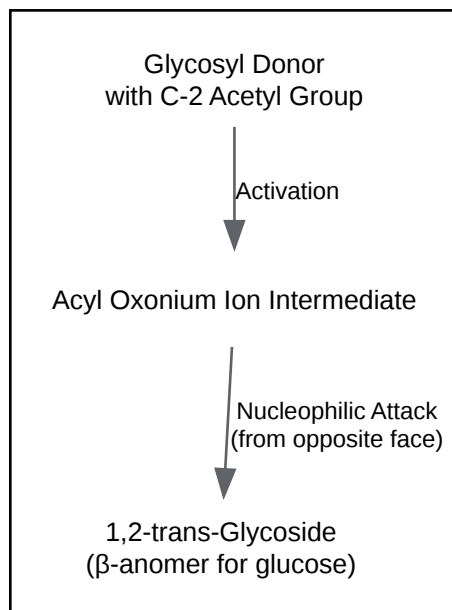 Glycosyl Donor
with C-2 Acetyl Group
Activation
Acyl Oxonium Ion Intermediate
Nucleophilic Attack
(from opposite face)
1,2-trans-Glycoside
(β-anomer for glucose)